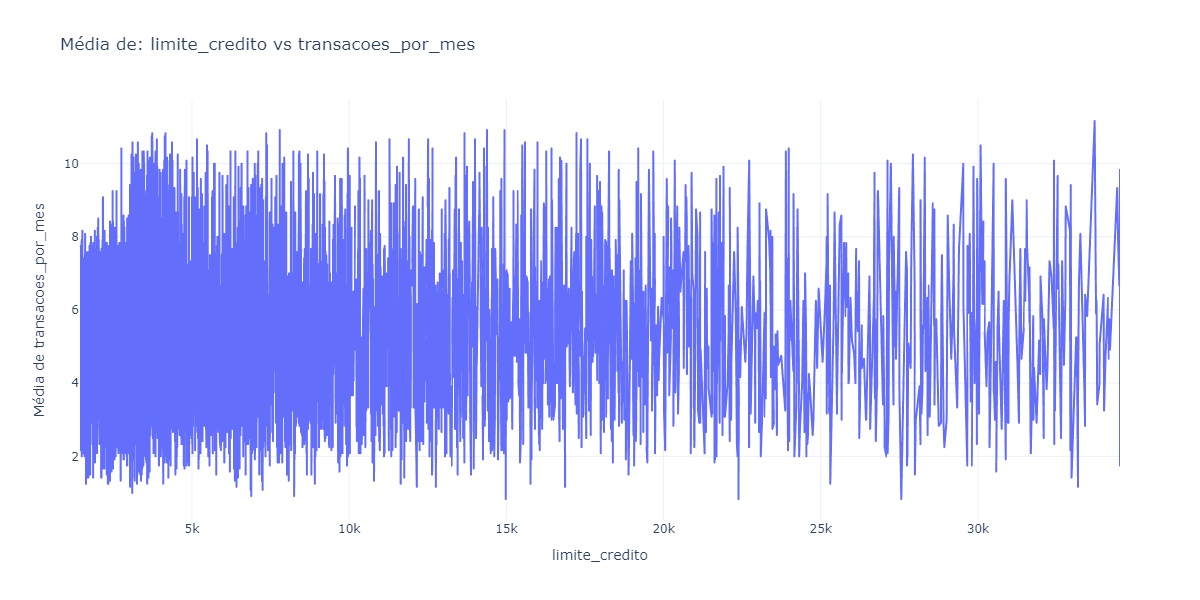 Média de: limite_credito vs transacoes_por_mes
Média de transacoes_por_mes
10
8
6
4
2
5k
10k
15k
20k
25k
30k
limite_credito